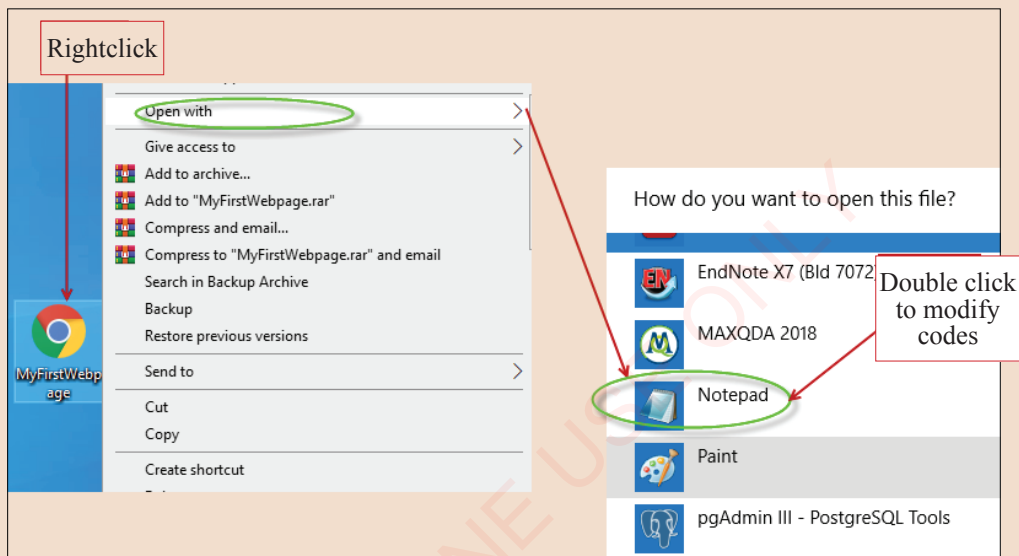 Rightclick
Open with
Give access to
Add to archive...
Add to "MyFirstWebpage.rar"
Compress and email...
Compress to "MyFirstWebpage.rar" and email
Search in Backup Archive
Backup
Restore previous versions
Send to
Cut
Copy
Create shortcut
MyFirstWebp
age
How do you want to open this file?
EndNote X7 (Bld 7072
MAXQDA 2018
Notepad
Paint
pgAdmin III - PostgreSQL Tools
Double click
to modify
codes
ONLY